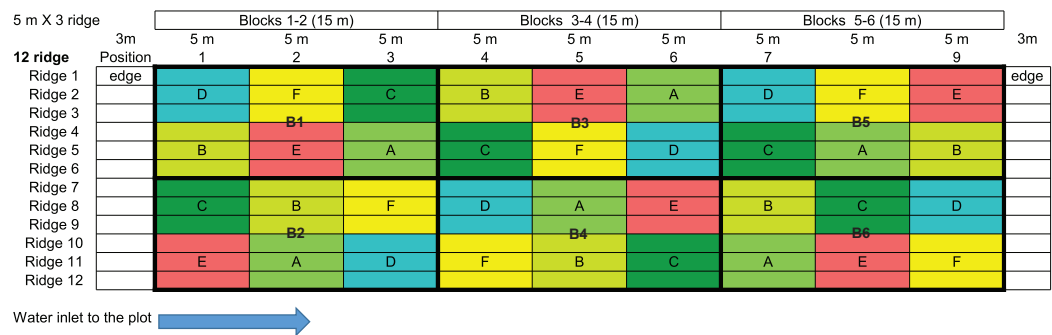 5 m X 3 ridge Blocks 1-2 (15 m) Blocks 3-4 (15 m) Blocks 5-6 (15 m)
3m 5 m 5 m 5 m 5 m 5 m 5 m 5 m 5 m 5 m 3m
12 ridge Position 1 2 3 4 5 6 7 8 9
Ridge 1 edge edge
Ridge 2 D F C B E A D F E
Ridge 3
B1 B3 B5
Ridge 4
Ridge 5 B E A C F D C A B
Ridge 6
Ridge 7
Ridge 8 C B F D A E B C D
Ridge 9
B2 B4 B6
Ridge 10
Ridge 11 E A D F B C A E F
Ridge 12
Water inlet to the plot